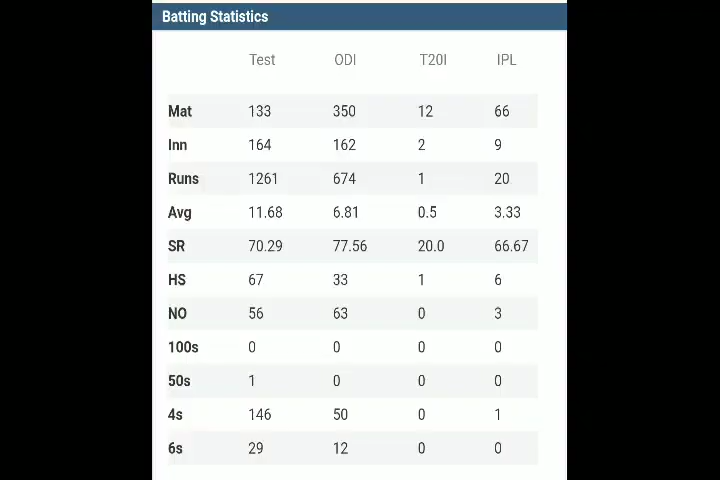 Batting Statistics
Test ODI T20I IPL
Mat 133 350 12 66
Inn 164 162 2 9
Runs 1261 674 1 20
Avg 11.68 6.81 0.5 3.33
SR 70.29 77.56 20.0 66.67
HS 67 33 1 6
NO 56 63 0 3
100s 0 0 0 0
50s 1 0 0 0
4s 146 50 0 1
6s 29 12 0 0